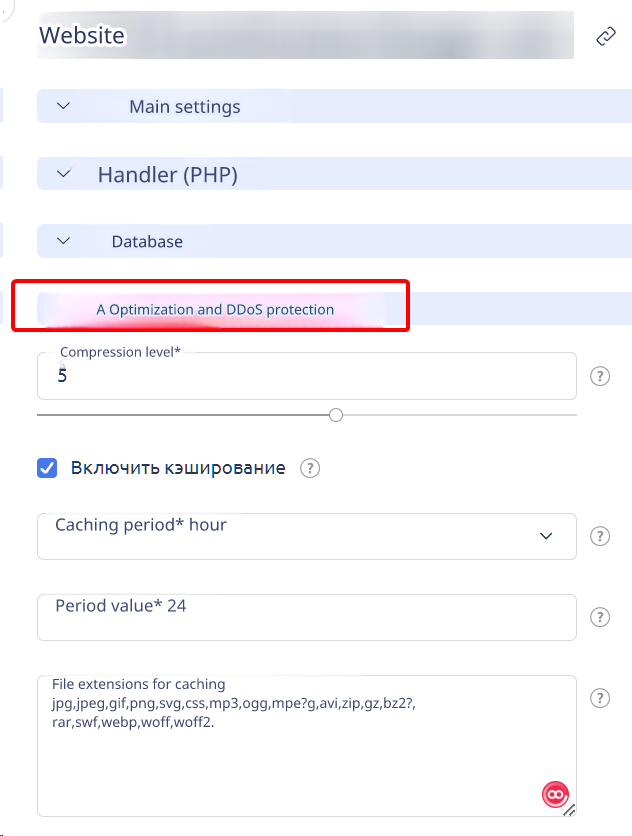 Website
Main settings
Handler (PHP)
Database
A Optimization and DDoS protection
Compression level*
5
Включить кэширование
Caching period* hour
Period value* 24
File extensions for caching
jpg,jpeg,gif,png,svg,css,mp3,ogg,mpe?g,avi,zip,gz,bz2?,
rar,swf,webp,woff,woff2.